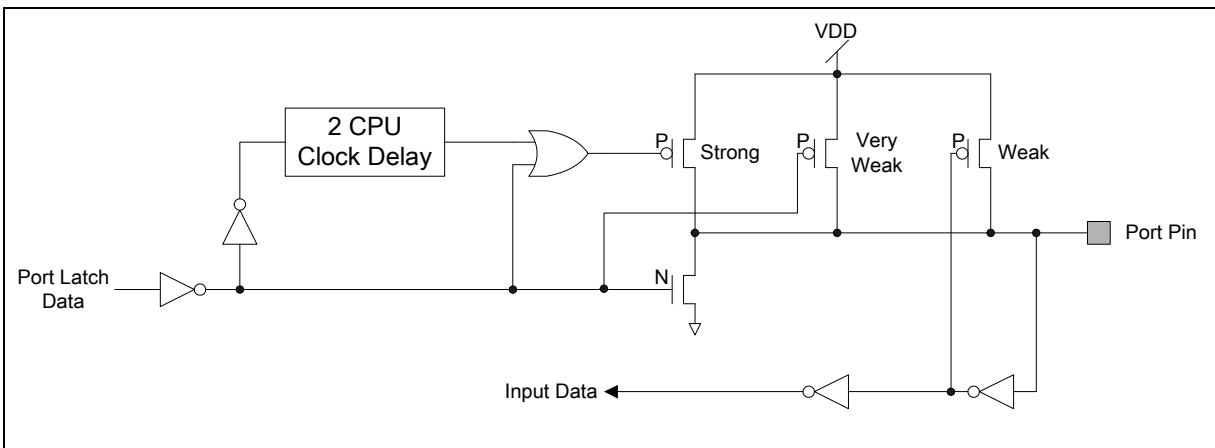 VDD
2 CPU
Clock Delay
P
Strong
P
Very
Weak
P
Weak
Port Pin
Port Latch
Data
N
Input Data